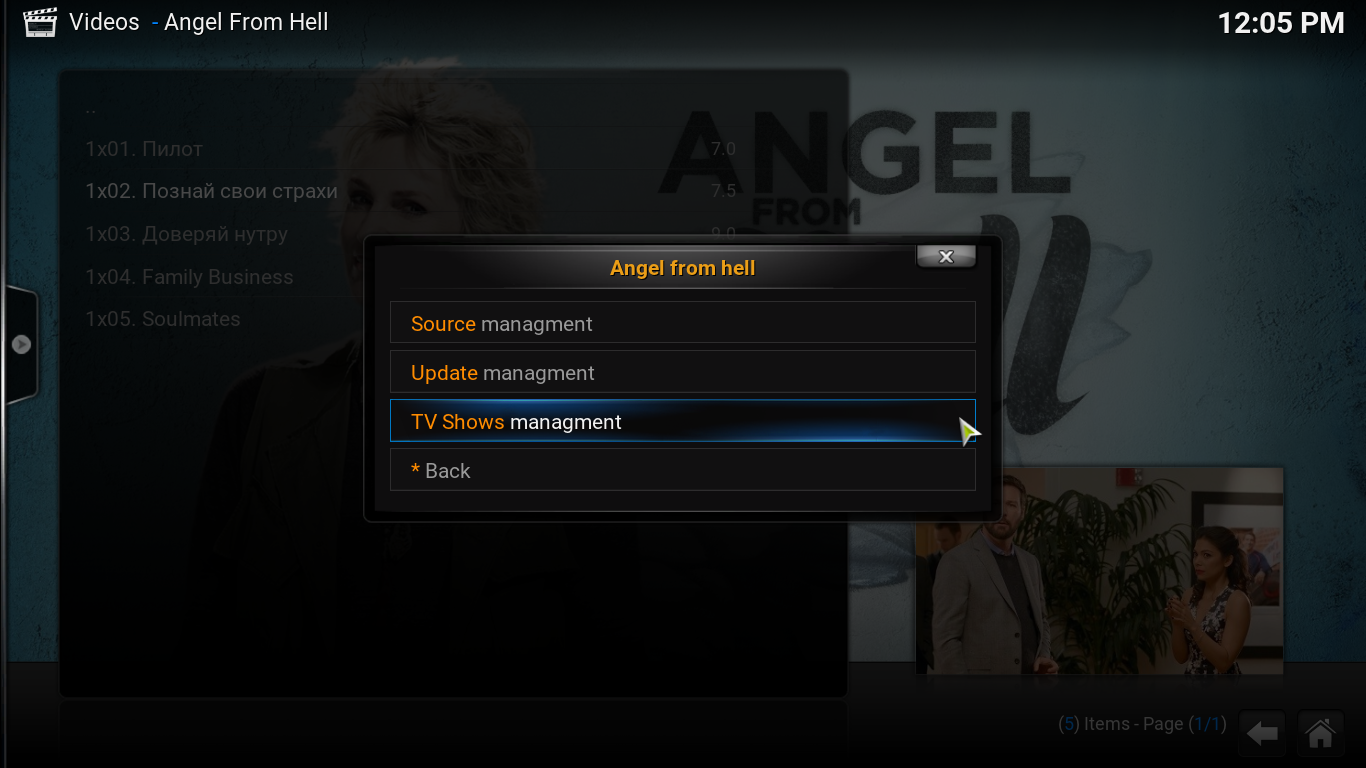 Videos - Angel From Hell
12:05 PM
..
1x01. Пилот 7.0
1x02. Познай свои страхи 7.5
1x03. Доверяй нутру 9.0
1x04. Family Business
1x05. Soulmates
ANGEL
FROM
Angel from hell
Source managment
Update managment
TV Shows managment
* Back
(5) Items - Page (1/1)